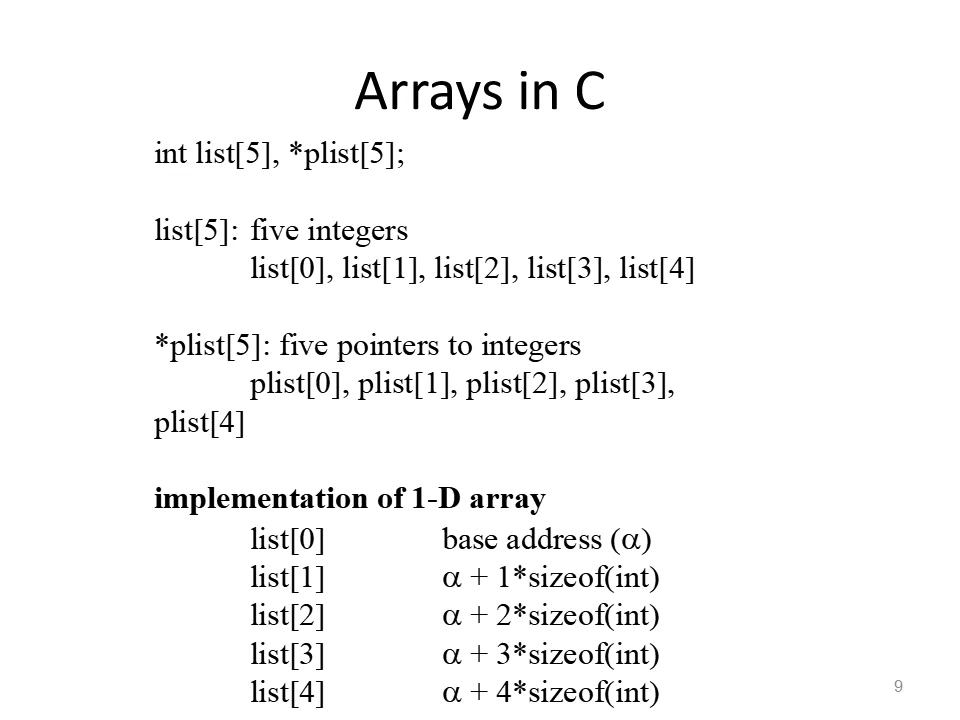 Arrays in C
int list[5], *plist[5];
list[5]: five integers
list[0], list[1], list[2], list[3], list[4]
*plist[5]: five pointers to integers
plist[0], plist[1], plist[2], plist[3],
plist[4]
implementation of 1-D array
list[0] base address (α)
list[1] α + 1*sizeof(int)
list[2] α + 2*sizeof(int)
list[3] α + 3*sizeof(int)
list[4] α + 4*sizeof(int)
9